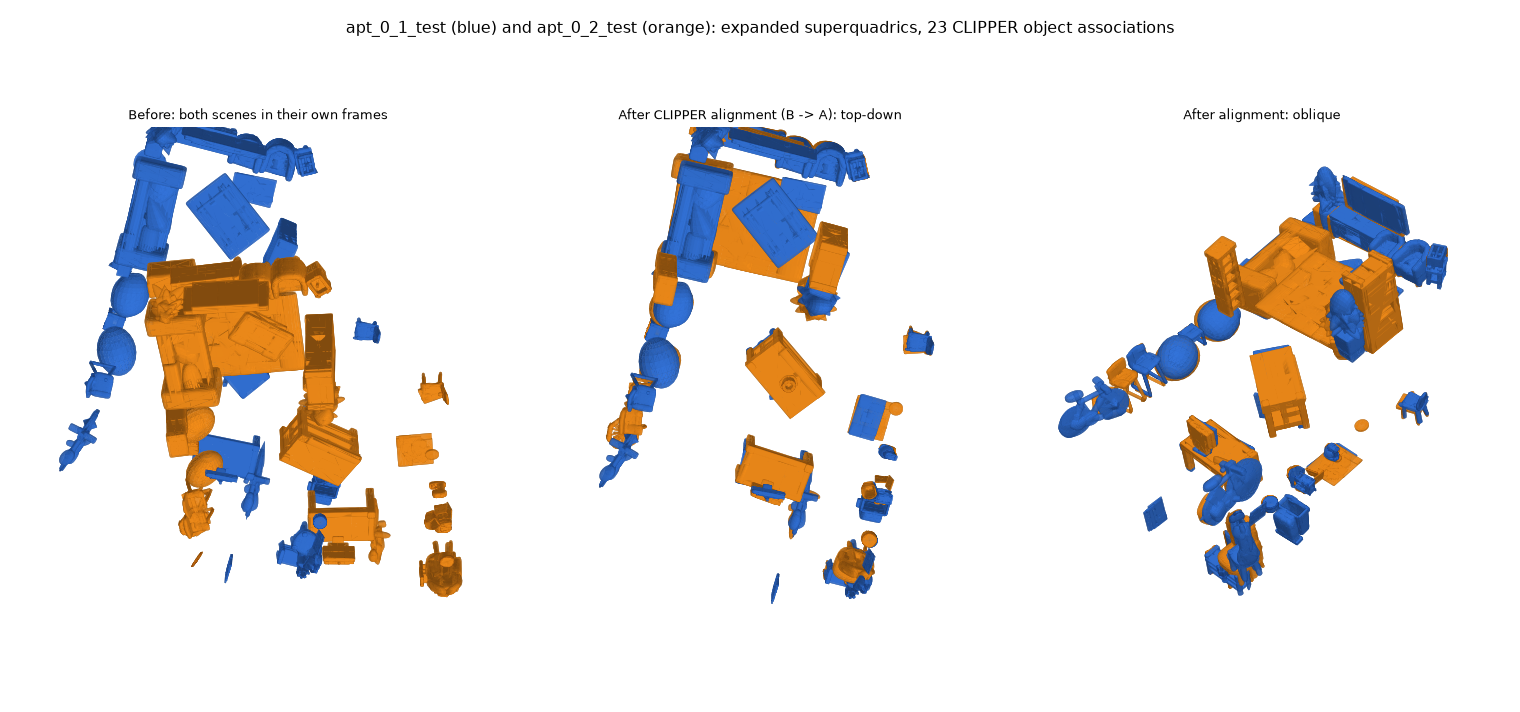 apt_0_1_test (blue) and apt_0_2_test (orange): expanded superquadrics, 23 CLIPPER object associations
Before: both scenes in their own frames
After CLIPPER alignment (B -> A): top-down
After alignment: oblique